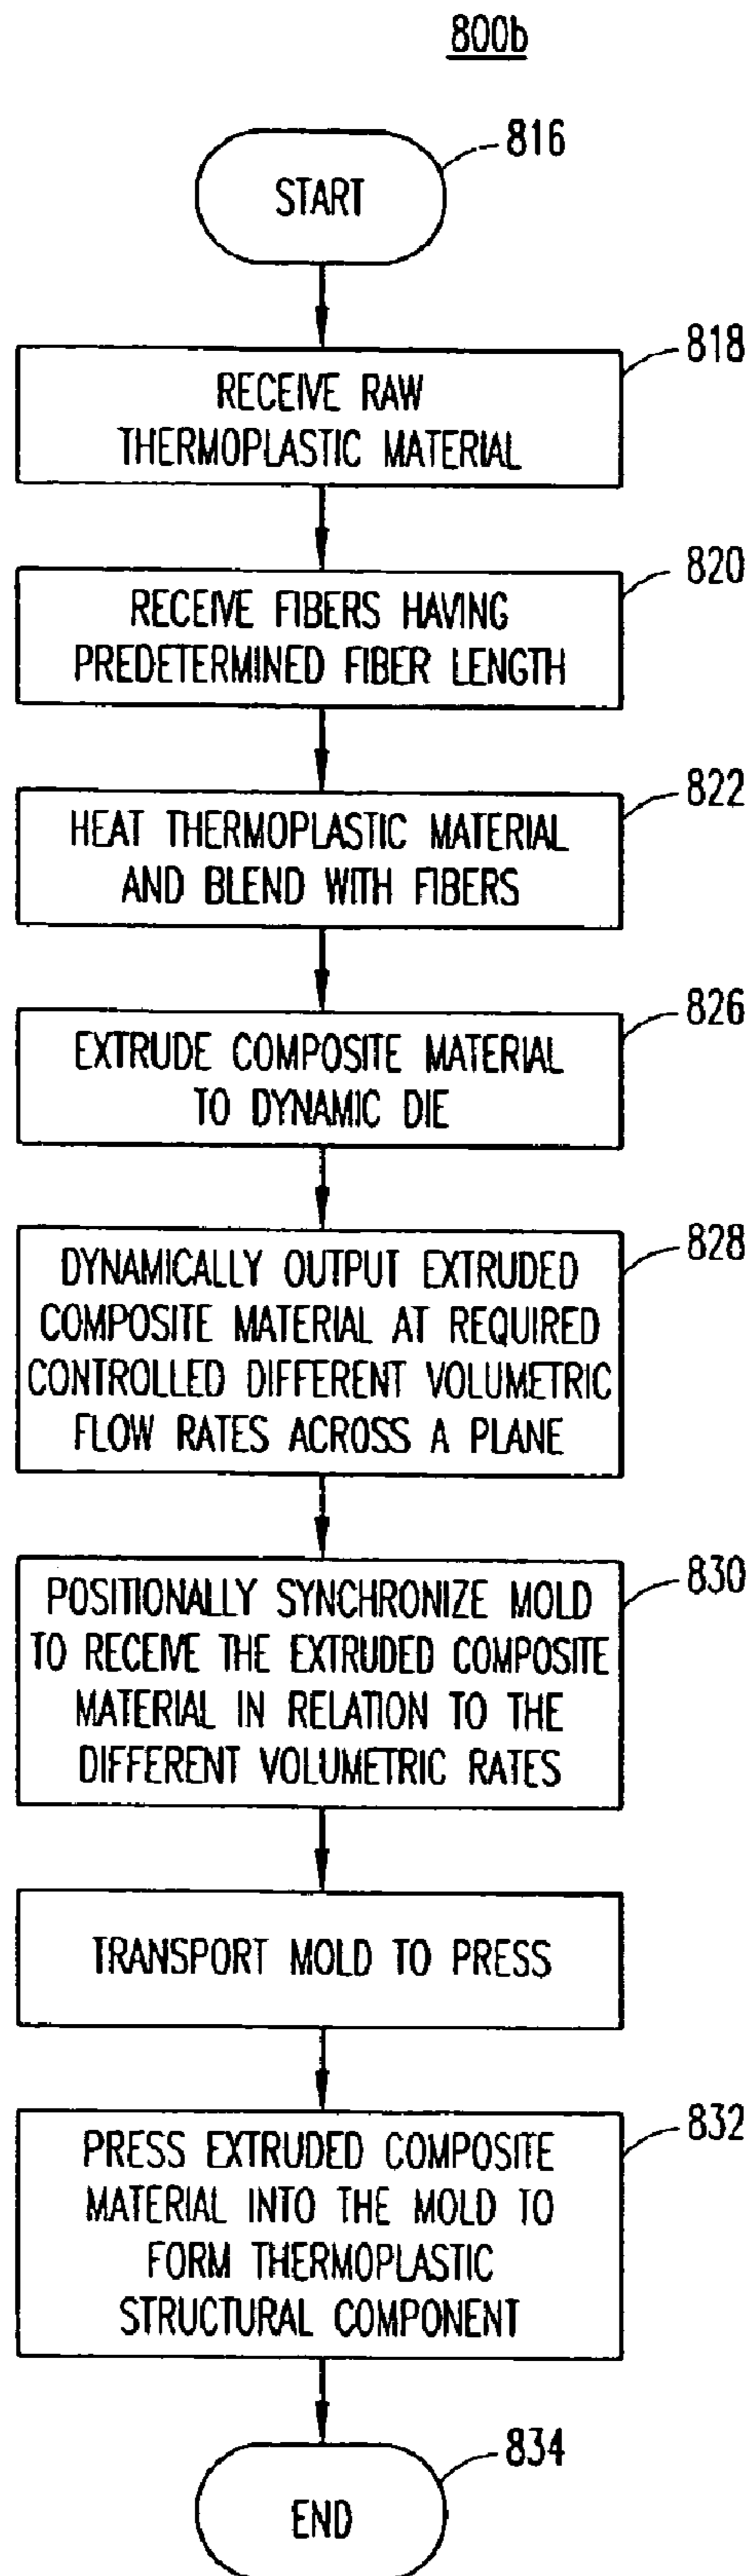 800b
816
START
818
RECEIVE RAW
THERMOPLASTIC MATERIAL
820
RECEIVE FIBERS HAVING
PREDETERMINED FIBER LENGTH
822
HEAT THERMOPLASTIC MATERIAL
AND BLEND WITH FIBERS
826
EXTRUDE COMPOSITE MATERIAL
TO DYNAMIC DIE
828
DYNAMICALLY OUTPUT EXTRUDED
COMPOSITE MATERIAL AT REQUIRED
CONTROLLED DIFFERENT VOLUMETRIC
FLOW RATES ACROSS A PLANE
830
POSITIONALLY SYNCHRONIZE MOLD
TO RECEIVE THE EXTRUDED COMPOSITE
MATERIAL IN RELATION TO THE
DIFFERENT VOLUMETRIC RATES
TRANSPORT MOLD TO PRESS
832
PRESS EXTRUDED COMPOSITE
MATERIAL INTO THE MOLD TO
FORM THERMOPLASTIC
STRUCTURAL COMPONENT
834
END